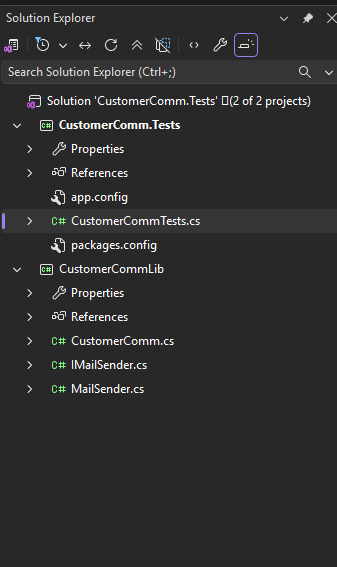 Solution Explorer
Search Solution Explorer (Ctrl+;)
Solution 'CustomerComm.Tests' (2 of 2 projects)
C# CustomerComm.Tests
Properties
References
app.config
C# CustomerCommTests.cs
packages.config
C# CustomerCommLib
Properties
References
C# CustomerComm.cs
C# IMailSender.cs
C# MailSender.cs